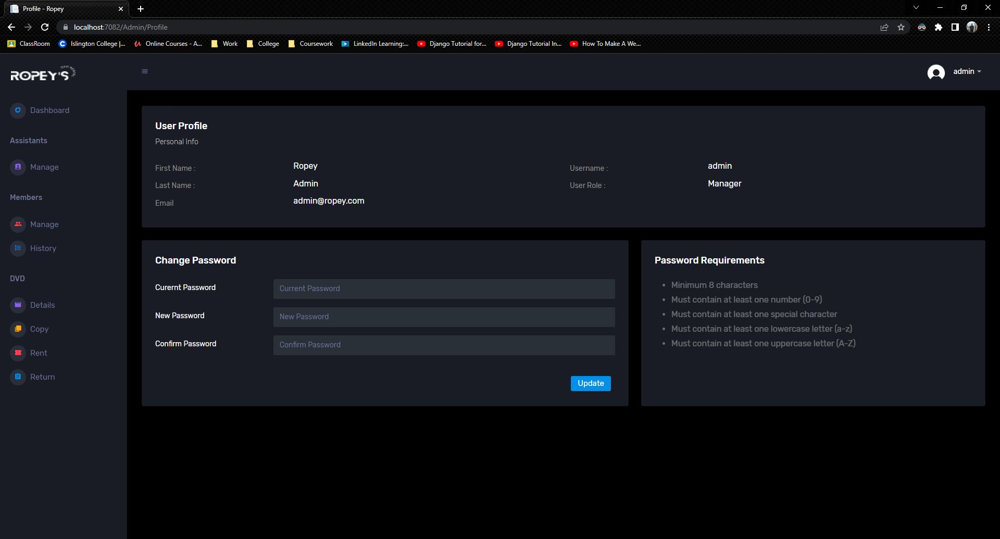 Profile - Ropey
localhost:7082/Admin/Profile
ClassRoom
Islington College |...
Online Courses - A...
Work
College
Coursework
LinkedIn Learning:...
Django Tutorial for...
Django Tutorial In...
How To Make A We...
ROPEY'S
admin
Dashboard
Assistants
Manage
Members
Manage
History
DVD
Details
Copy
Rent
Return
User Profile
Personal Info
First Name : Ropey
Username : admin
Last Name : Admin
User Role : Manager
Email admin@ropey.com
Change Password
Curernt Password
Current Password
New Password
New Password
Confirm Password
Confirm Password
Update
Password Requirements
• Minimum 8 characters
• Must contain at least one number (0-9)
• Must contain at least one special character
• Must contain at least one lowercase letter (a-z)
• Must contain at least one uppercase letter (A-Z)